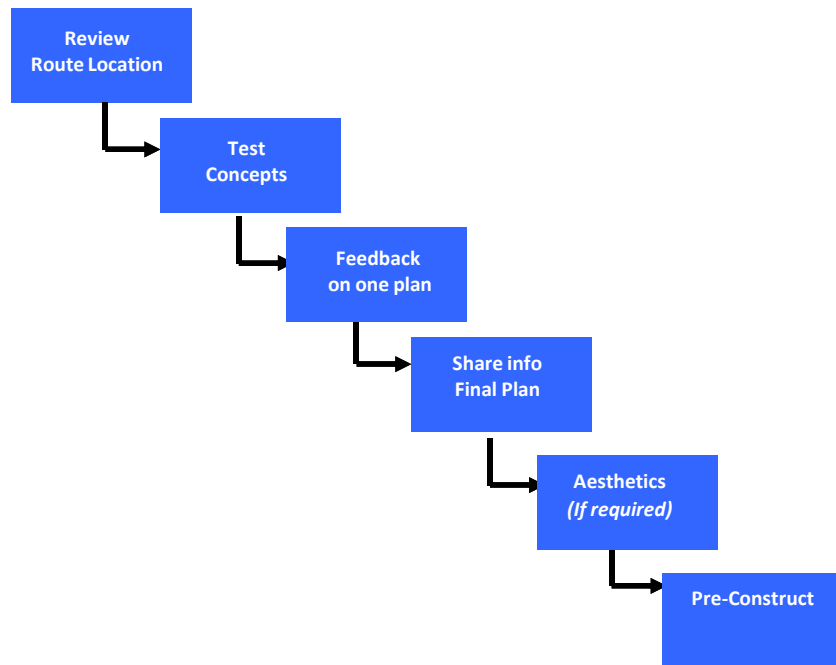 Review
Route Location
Test
Concepts
Feedback
on one plan
Share info
Final Plan
Aesthetics
(If required)
Pre-Construct